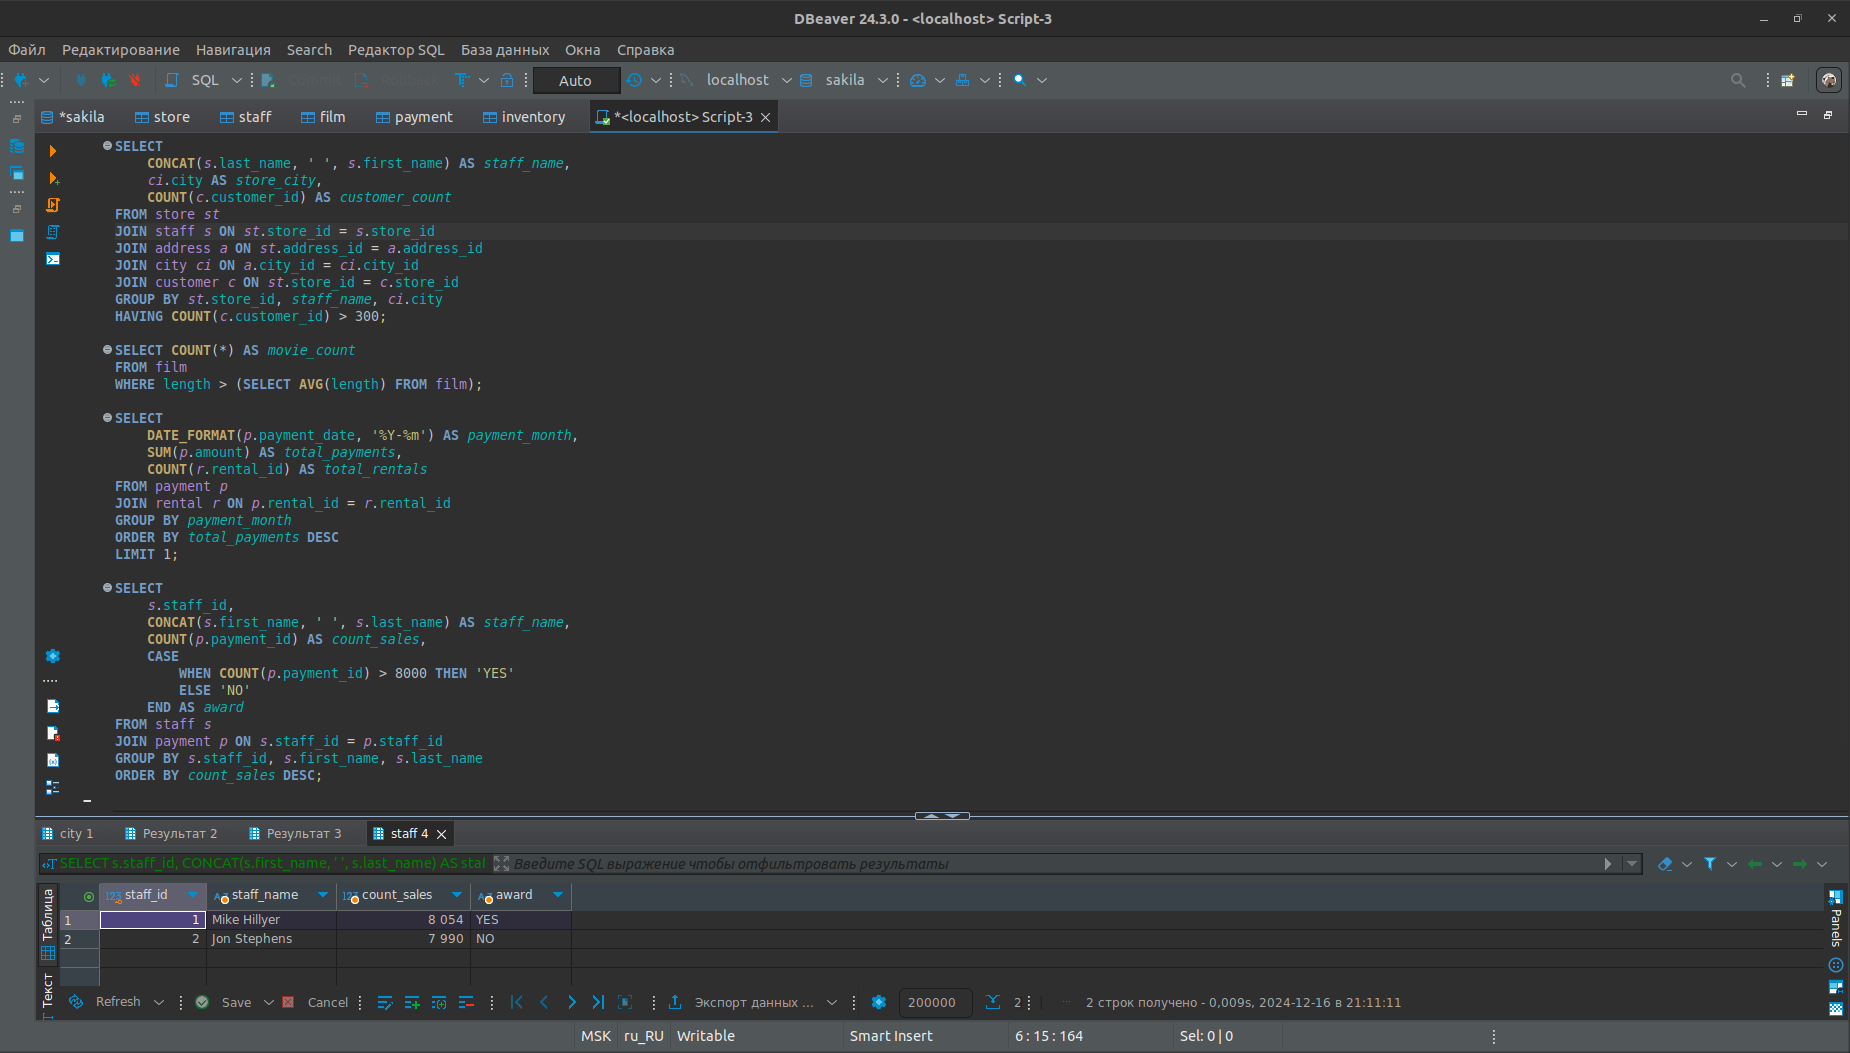 DBeaver 24.3.0 - <localhost> Script-3
Файл Редактирование Навигация Search Редактор SQL База данных Окна Справка
SQL Commit Rollback Auto localhost sakila
*sakila store staff film payment inventory *<localhost> Script-3
SELECT
CONCAT(s.last_name, ' ', s.first_name) AS staff_name,
ci.city AS store_city,
COUNT(c.customer_id) AS customer_count
FROM store st
JOIN staff s ON st.store_id = s.store_id
JOIN address a ON st.address_id = a.address_id
JOIN city ci ON a.city_id = ci.city_id
JOIN customer c ON st.store_id = c.store_id
GROUP BY st.store_id, staff_name, ci.city
HAVING COUNT(c.customer_id) > 300;
SELECT COUNT(*) AS movie_count
FROM film
WHERE length > (SELECT AVG(length) FROM film);
SELECT
DATE_FORMAT(p.payment_date, '%Y-%m') AS payment_month,
SUM(p.amount) AS total_payments,
COUNT(r.rental_id) AS total_rentals
FROM payment p
JOIN rental r ON p.rental_id = r.rental_id
GROUP BY payment_month
ORDER BY total_payments DESC
LIMIT 1;
SELECT
s.staff_id,
CONCAT(s.first_name, ' ', s.last_name) AS staff_name,
COUNT(p.payment_id) AS count_sales,
CASE
WHEN COUNT(p.payment_id) > 8000 THEN 'YES'
ELSE 'NO'
END AS award
FROM staff s
JOIN payment p ON s.staff_id = p.staff_id
GROUP BY s.staff_id, s.first_name, s.last_name
ORDER BY count_sales DESC;
city 1 Результат 2 Результат 3 staff 4
SELECT s.staff_id, CONCAT(s.first_name, ' ', s.last_name) AS staf Введите SQL выражение чтобы отфильтровать результаты
Таблица
Текст
staff_id staff_name count_sales award
1 1 Mike Hillyer 8 054 YES
2 2 Jon Stephens 7 990 NO
Panels
Refresh Save Cancel Экспорт данных ... 200000 2 2 строк получено - 0,009s, 2024-12-16 в 21:11:11
MSK ru_RU Writable Smart Insert 6 : 15 : 164 Sel: 0 | 0